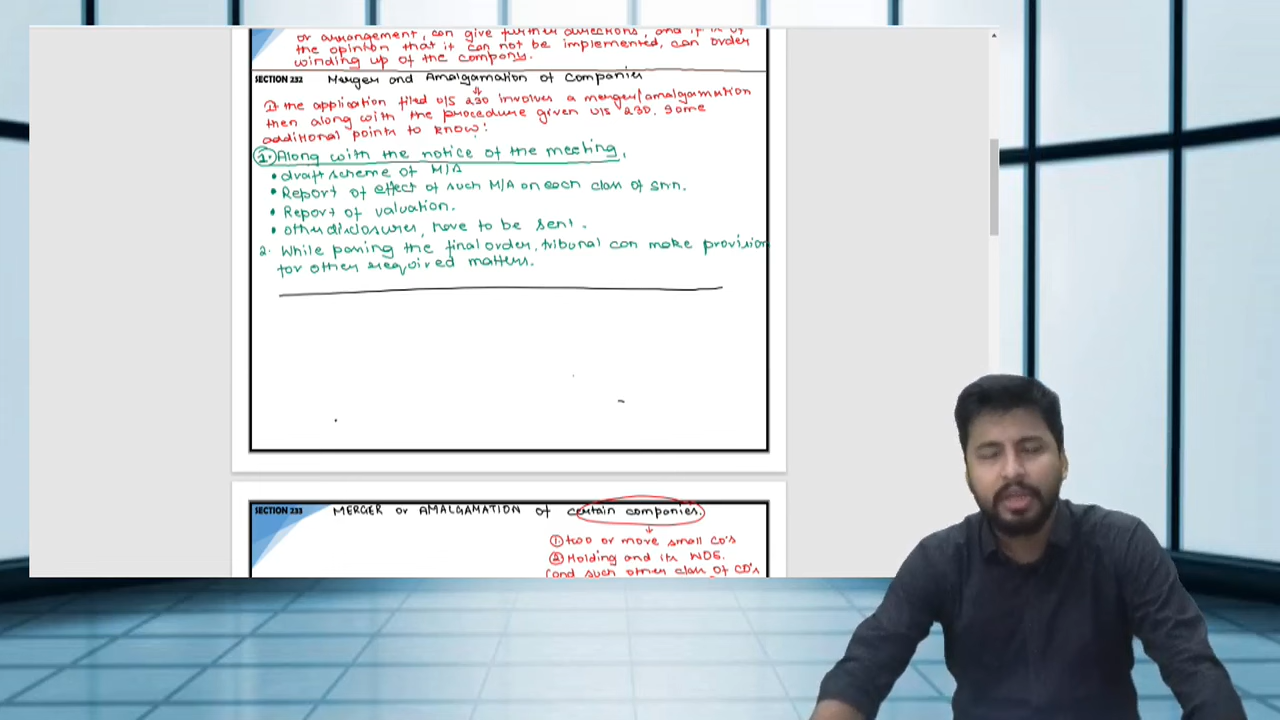 or arrangement, can give further directions, and if it of
the opinion that it can not be implemented, can order
winding up of the company.
SECTION 232 Merger and Amalgamation of Companies
If the application filed u/s 230 involves a merger/amalgamation
then along with the procedure given u/s 230. Some
additional points to know:
1. Along with the notice of the meeting,
• draft scheme of M/A
• Report of effect of such M/A on each class of SHH.
• Report of valuation.
• other disclosures, have to be sent.
2. While passing the final order, tribunal can make provision
for other required matters.
SECTION 233 MERGER or AMALGAMATION of certain companies.
① two or more small CO's
② Holding and its WOS.
(and such other class of CO's